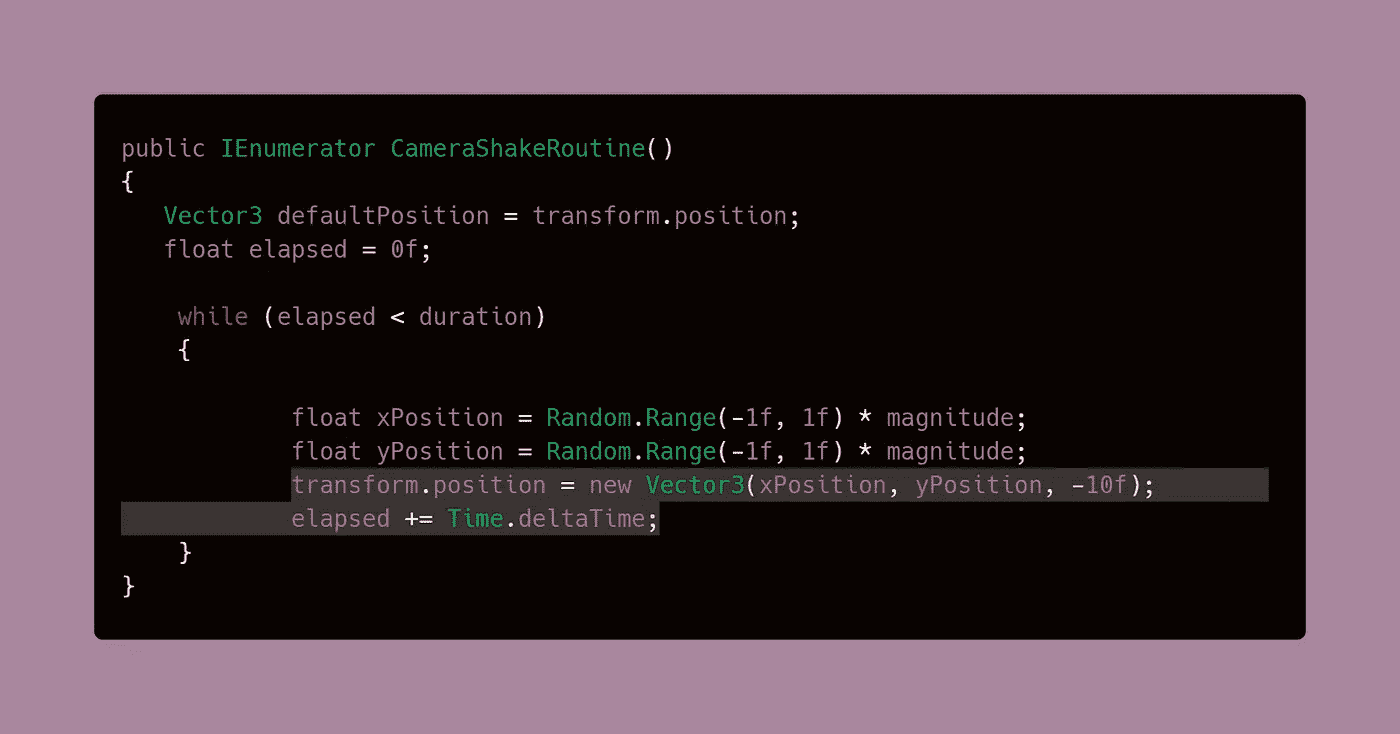 public IEnumerator CameraShakeRoutine()
{
Vector3 defaultPosition = transform.position;
float elapsed = 0f;
while (elapsed < duration)
{
float xPosition = Random.Range(-1f, 1f) * magnitude;
float yPosition = Random.Range(-1f, 1f) * magnitude;
transform.position = new Vector3(xPosition, yPosition, -10f);
elapsed += Time.deltaTime;
}
}